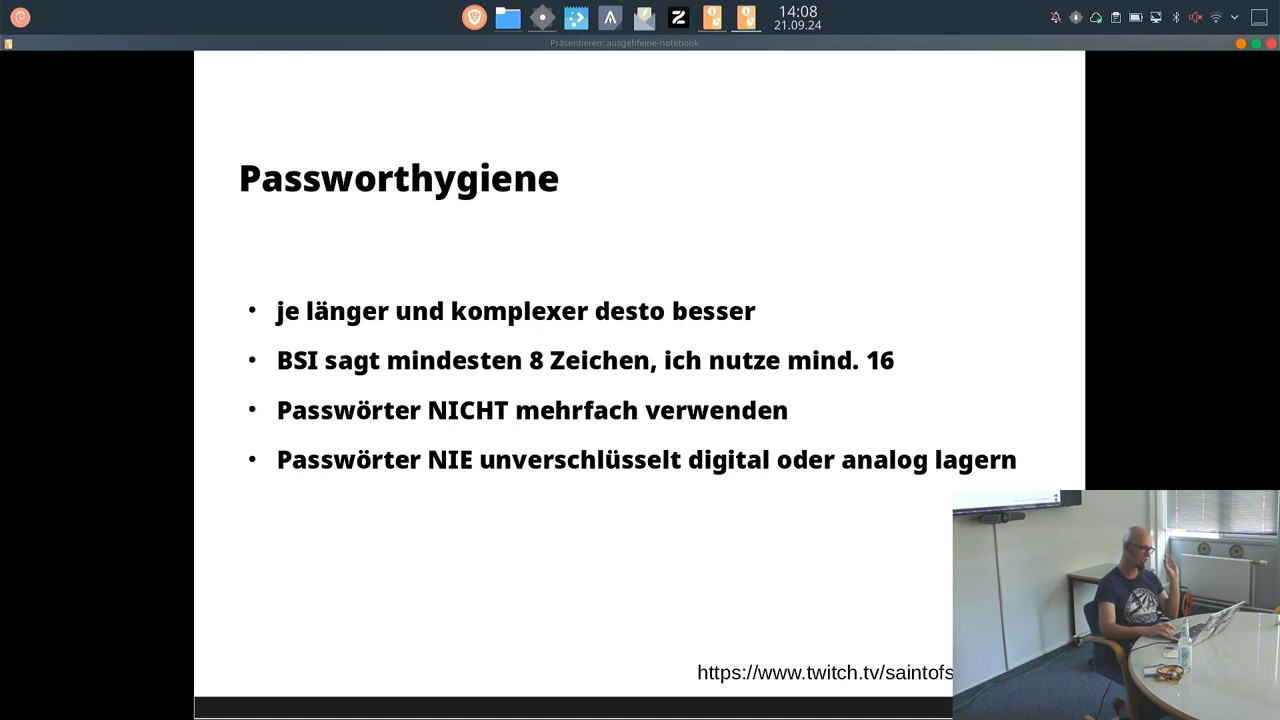 14:08
21.09.24
Präsentieren: ausgehfeine-notebook
Passworthygiene
• je länger und komplexer desto besser
• BSI sagt mindesten 8 Zeichen, ich nutze mind. 16
• Passwörter NICHT mehrfach verwenden
• Passwörter NIE unverschlüsselt digital oder analog lagern
https://www.twitch.tv/saintofs